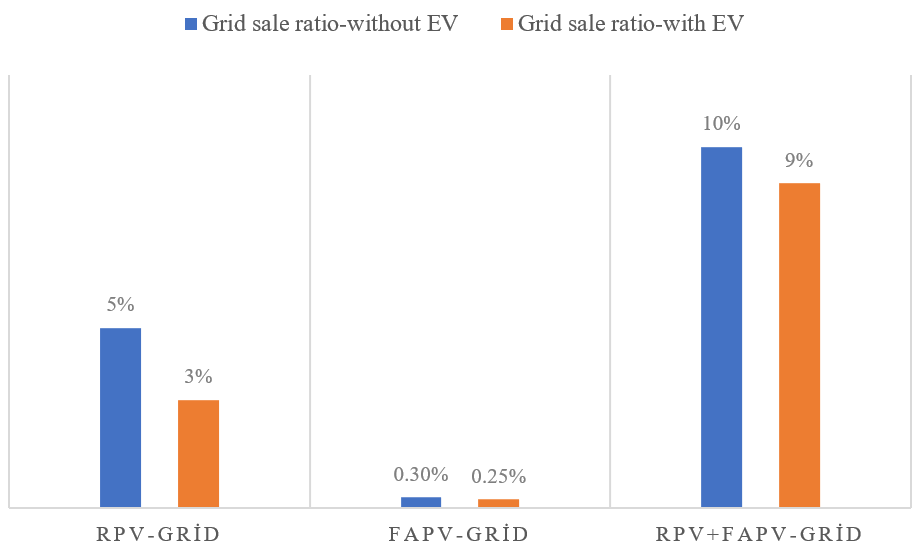 Grid sale ratio-without EV Grid sale ratio-with EV
10%
9%
5%
3%
0.30% 0.25%
RPV-GRİD FAPV-GRİD RPV+FAPV-GRİD